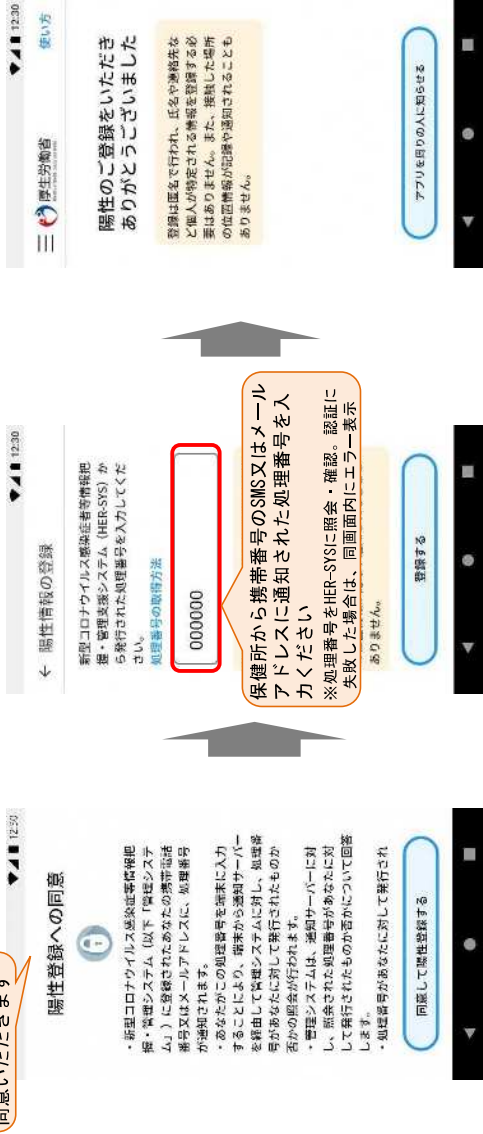 同意いただきます
12:30
陽性登録への同意
・新型コロナウイルス感染症者等情報把
握・管理システム（以下「管理システ
ム」）に登録されたあなたの携帯電話
番号又はメールアドレスに、処理番号
が通知されます。
・あなたがこの処理番号を端末に入力
することにより、端末から通知サーバー
を経由して管理システムに対し、処理番
号があなたに対して発行されたものか
否かの照会が行われます。
・管理システムは、通知サーバーに対
し、照会された処理番号があなたに対
して発行されたものか否かについて回答
します。
・処理番号があなたに対して発行され
同意して陽性登録する
12:30
← 陽性情報の登録
新型コロナウイルス感染症者等情報把
握・管理支援システム（HER-SYS）か
ら発行された処理番号を入力してくだ
さい。
処理番号の取得方法
000000
保健所から携帯番号のSMS又はメール
アドレスに通知された処理番号を入
力ください
※処理番号をHER-SYSに照会・確認。認証に
失敗した場合は、同画面内にエラー表示
ありません。
登録する
12:30
厚生労働省
使い方
陽性のご登録をいただき
ありがとうございました
登録は匿名で行われ、氏名や連絡先な
ど個人が特定される情報を登録する必
要はありません。また、接触した場所
の位置情報が記録や通知されることも
ありません。
アプリを周りの人に知らせる